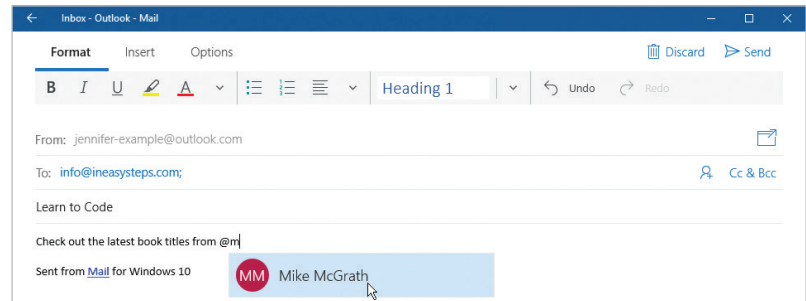 Inbox - Outlook - Mail
Format Insert Options Discard Send
B I U A Heading 1 Undo Redo
From: jennifer-example@outlook.com
To: info@ineasysteps.com; Cc & Bcc
Learn to Code
Check out the latest book titles from @m
Sent from Mail for Windows 10
MM Mike McGrath